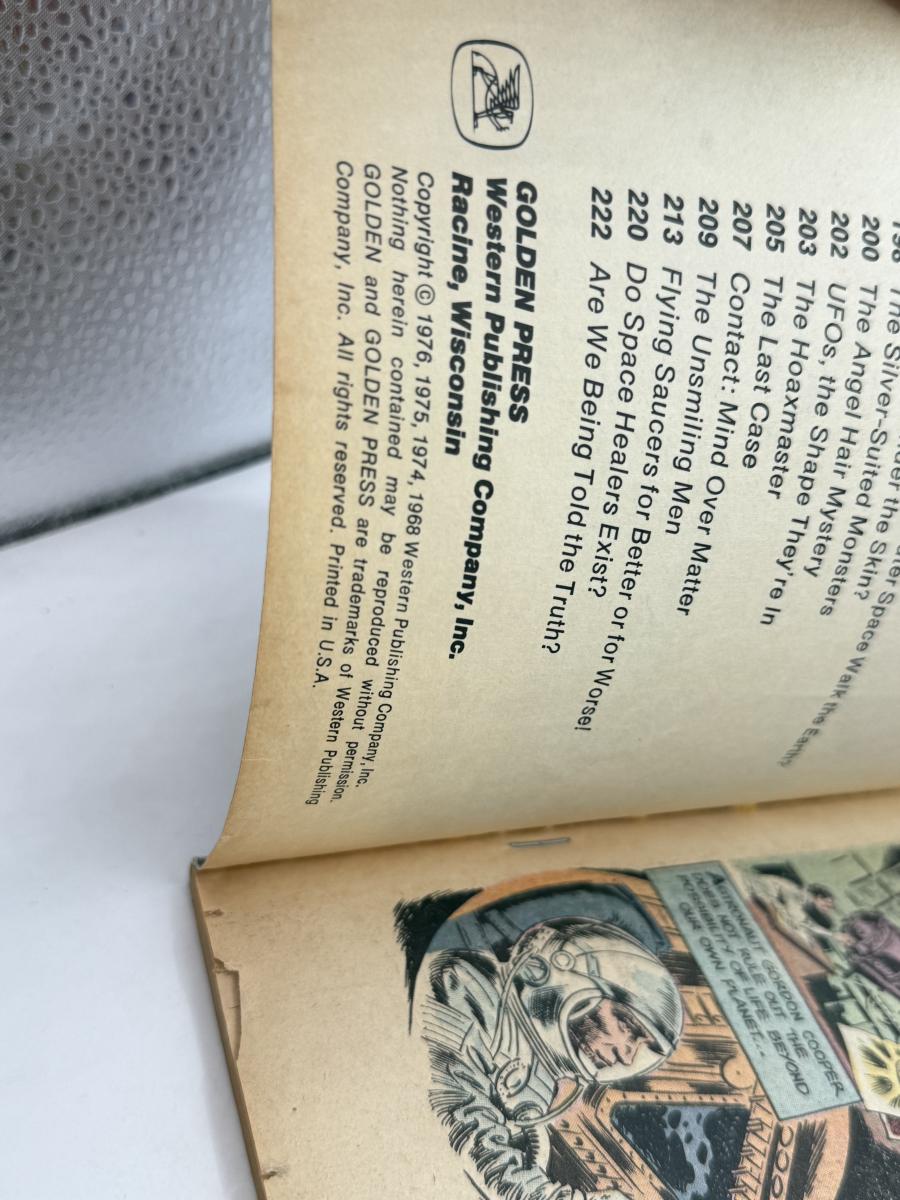 the Skin?
Space Walk the Earth?
The Silver-Suited Monsters
200 The Angel Hair Mystery
202 UFOs, the Shape They're In
203 The Hoaxmaster
205 The Last Case
207 Contact: Mind Over Matter
209 The Unsmiling Men
213 Flying Saucers for Better or for Worse!
220 Do Space Healers Exist?
222 Are We Being Told the Truth?
GOLDEN PRESS
Western Publishing Company, Inc.
Racine, Wisconsin
Copyright © 1976, 1975, 1974, 1968 Western Publishing Company, Inc.
Nothing herein contained may be reproduced without permission.
GOLDEN and GOLDEN PRESS are trademarks of Western Publishing
Company, Inc. All rights reserved. Printed in U.S.A.
ASTRONAUT GORDON COOPER
DOES NOT RULE OUT THE
POSSIBILITY OF LIFE BEYOND
OUR OWN PLANET...